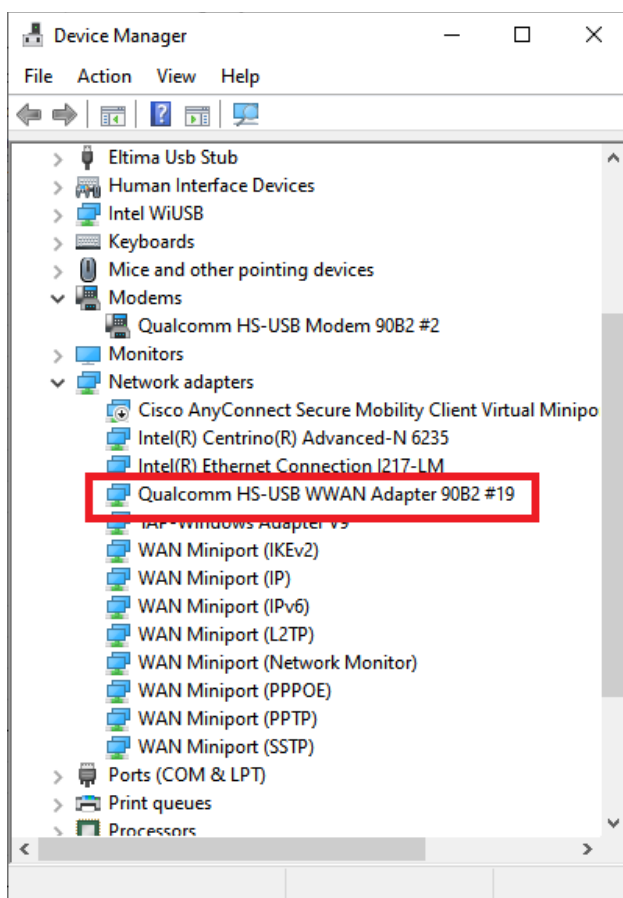 Device Manager
File Action View Help
Eltima Usb Stub
Human Interface Devices
Intel WiUSB
Keyboards
Mice and other pointing devices
Modems
Qualcomm HS-USB Modem 90B2 #2
Monitors
Network adapters
Cisco AnyConnect Secure Mobility Client Virtual Minipo
Intel(R) Centrino(R) Advanced-N 6235
Intel(R) Ethernet Connection I217-LM
Qualcomm HS-USB WWAN Adapter 90B2 #19
TAP-Windows Adapter V9
WAN Miniport (IKEv2)
WAN Miniport (IP)
WAN Miniport (IPv6)
WAN Miniport (L2TP)
WAN Miniport (Network Monitor)
WAN Miniport (PPPOE)
WAN Miniport (PPTP)
WAN Miniport (SSTP)
Ports (COM & LPT)
Print queues
Processors